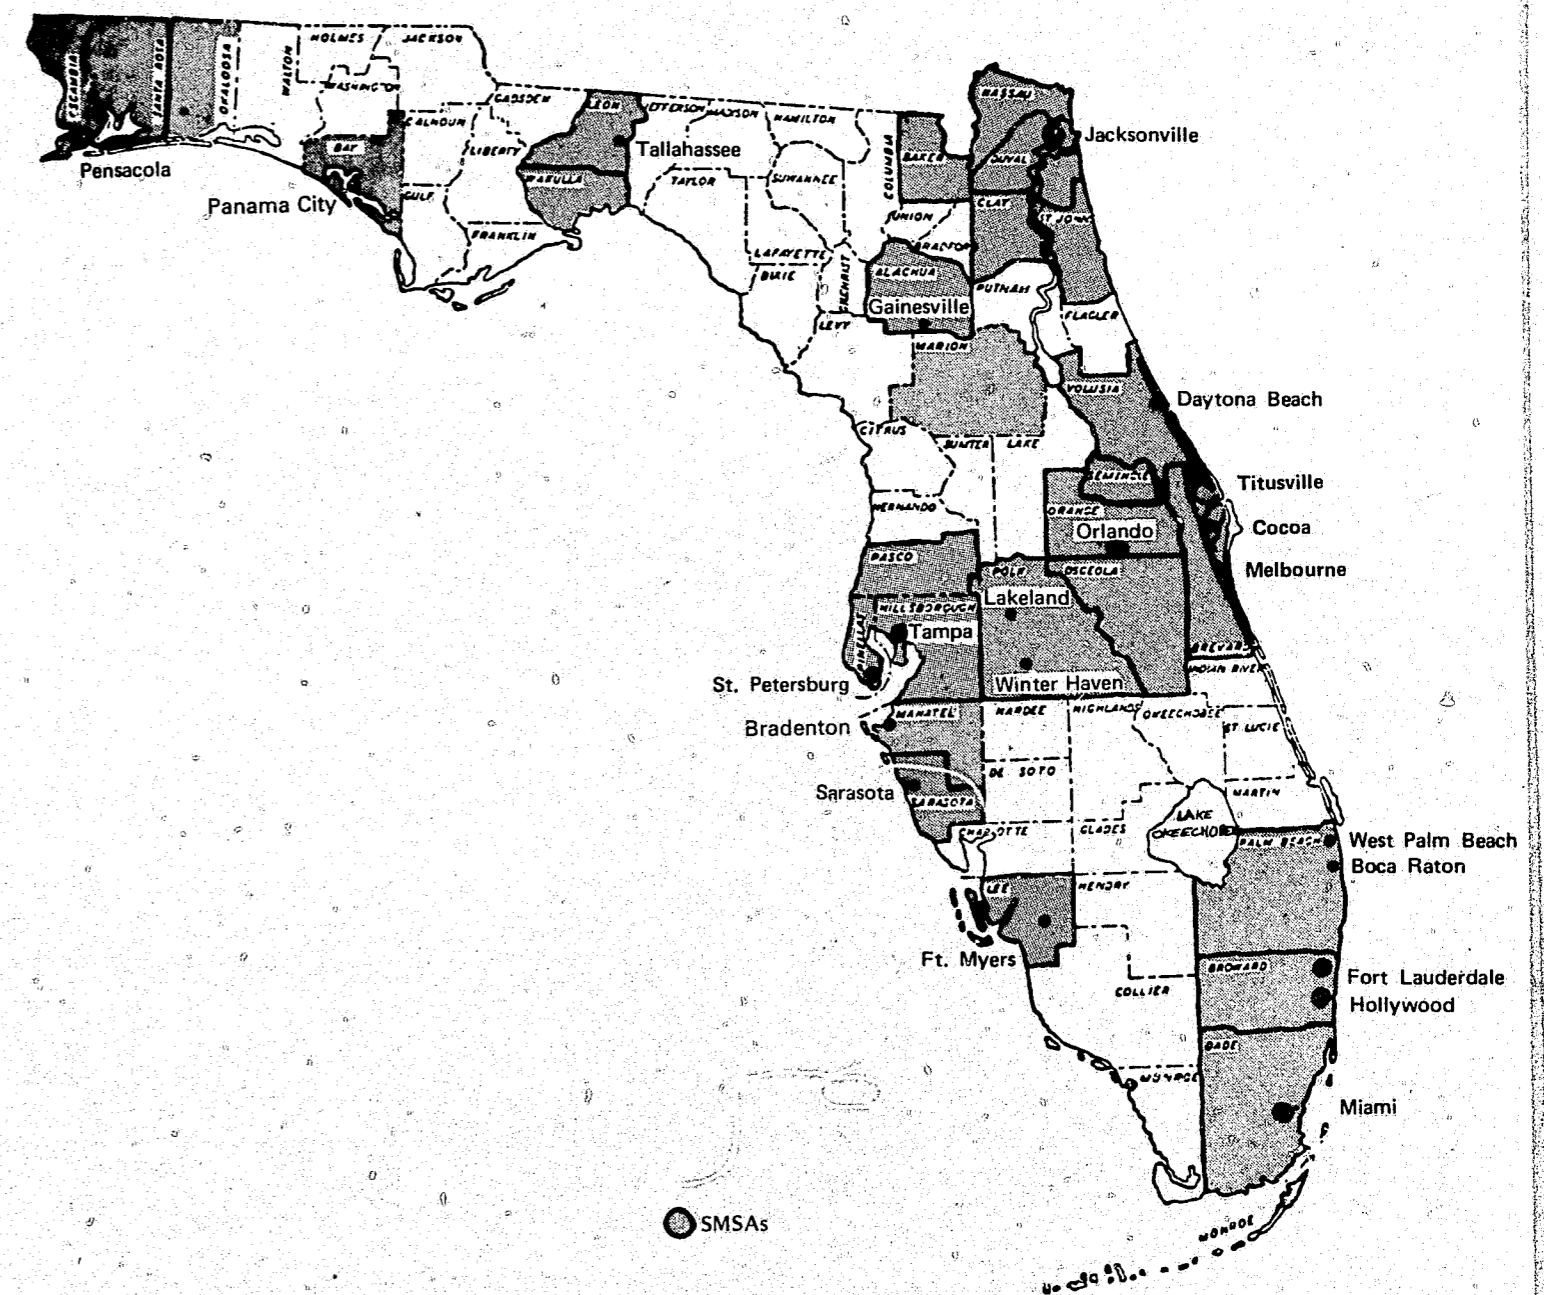 HOLMES
JACKSON
ESCAMBIA
SANTA ROSA
OKALOOSA
WALTON
WASHINGTON
BAY
CALHOUN
GULF
LIBERTY
GADSDEN
FRANKLIN
LEON
WAKULLA
JEFFERSON
MADISON
HAMILTON
TAYLOR
SUWANNEE
LAFAYETTE
DIXIE
GILCHRIST
LEVY
COLUMBIA
BAKER
UNION
BRADFORD
NASSAU
DUVAL
CLAY
ST JOHNS
ALACHUA
PUTNAM
FLAGLER
MARION
VOLUSIA
CITRUS
SUMTER
LAKE
HERNANDO
SEMINOLE
ORANGE
PASCO
POLK
OSCEOLA
HILLSBOROUGH
PINELLAS
BREVARD
INDIAN RIVER
MANATEE
HARDEE
HIGHLANDS
OKEECHOBEE
ST LUCIE
DE SOTO
SARASOTA
MARTIN
CHARLOTTE
GLADES
LAKE
OKEECHOBEE
PALM BEACH
LEE
HENDRY
BROWARD
COLLIER
DADE
MONROE
MONROE
Pensacola
Panama City
Tallahassee
Jacksonville
Gainesville
Daytona Beach
Titusville
Cocoa
Orlando
Melbourne
Lakeland
Tampa
Winter Haven
St. Petersburg
Bradenton
Sarasota
West Palm Beach
Boca Raton
Ft. Myers
Fort Lauderdale
Hollywood
Miami
SMSAs